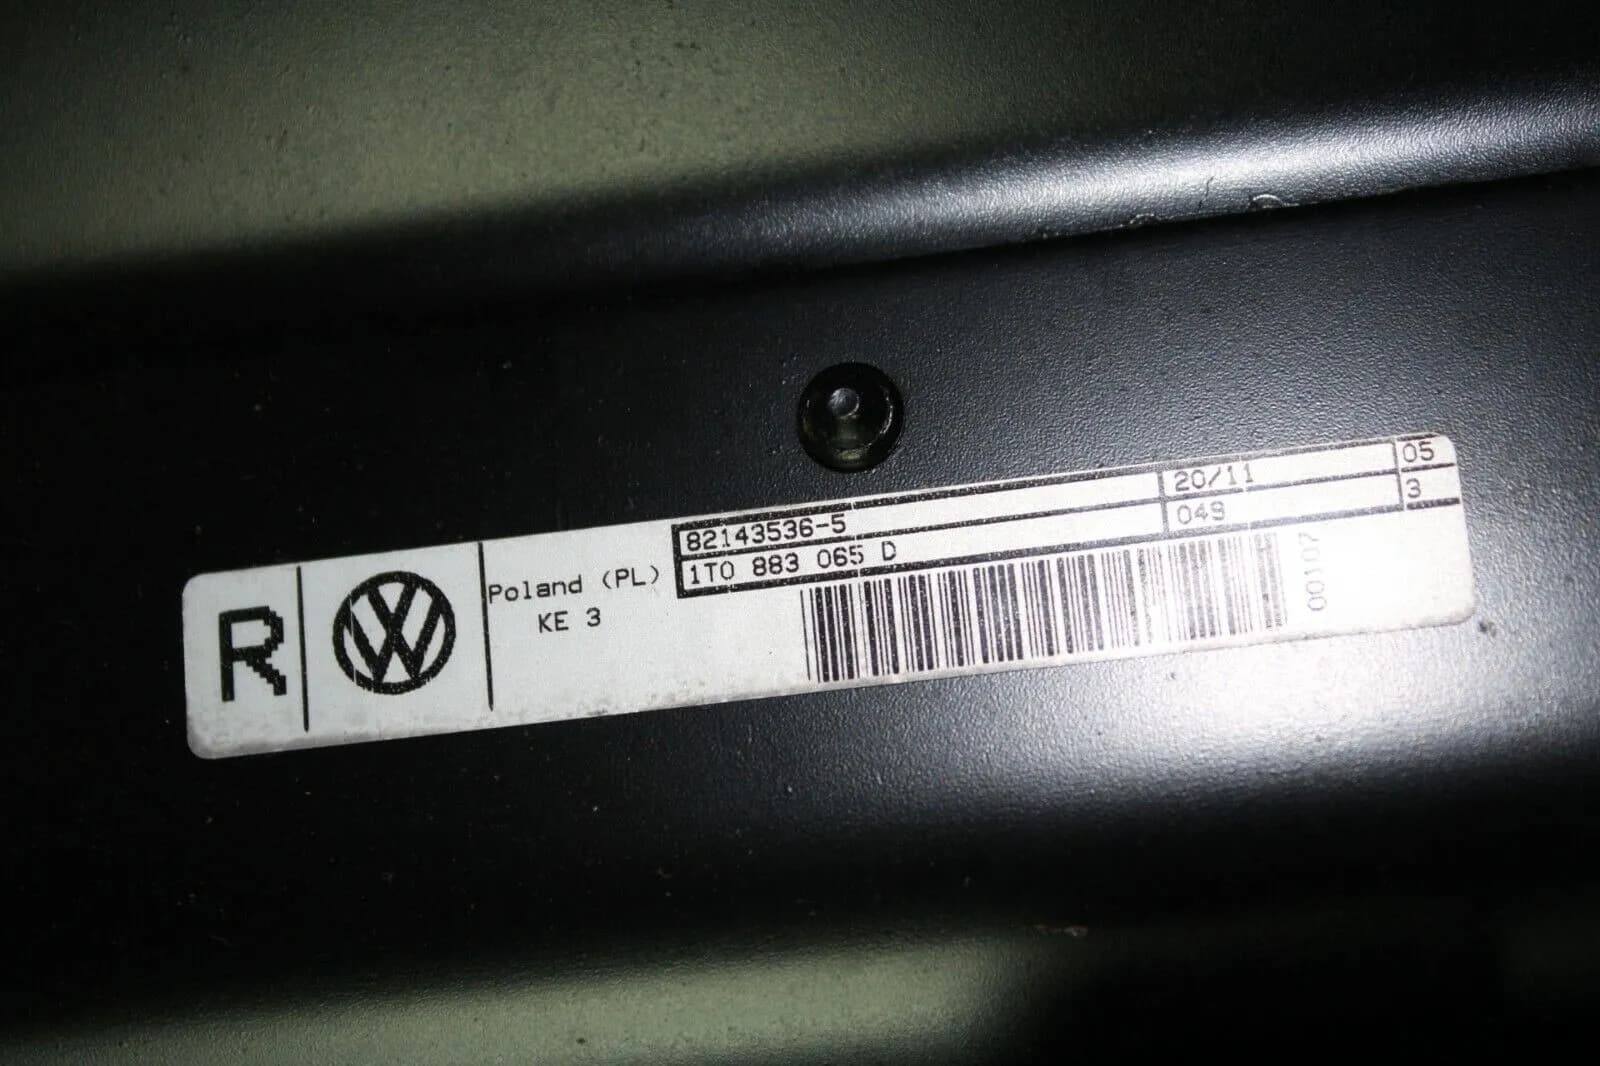 R
Poland (PL)
KE 3
82143536-5
1T0 883 065 D
20/11
049
05
3
00107